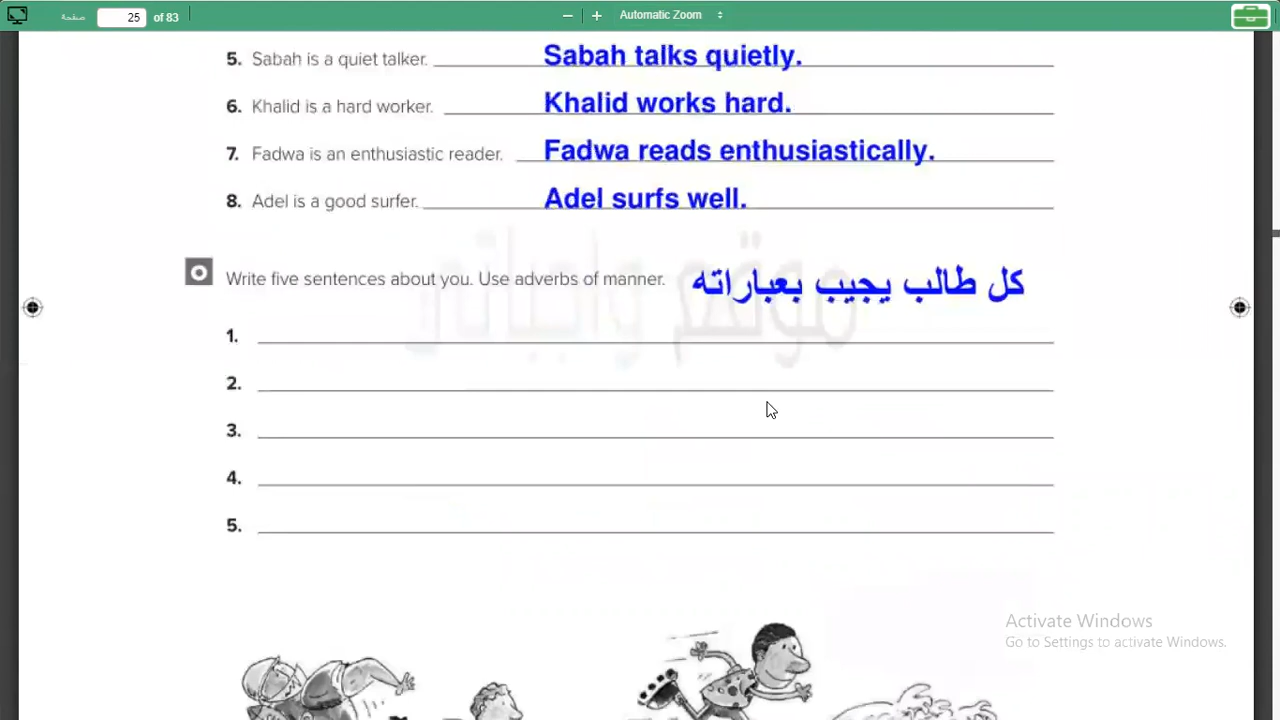 صفحة 25 of 83 Automatic Zoom
5. Sabah is a quiet talker. Sabah talks quietly.
6. Khalid is a hard worker. Khalid works hard.
7. Fadwa is an enthusiastic reader. Fadwa reads enthusiastically.
8. Adel is a good surfer. Adel surfs well.
O Write five sentences about you. Use adverbs of manner. كل طالب يجيب بعباراته
موقع واجباتي
1.
2.
3.
4.
5.
Activate Windows
Go to Settings to activate Windows.